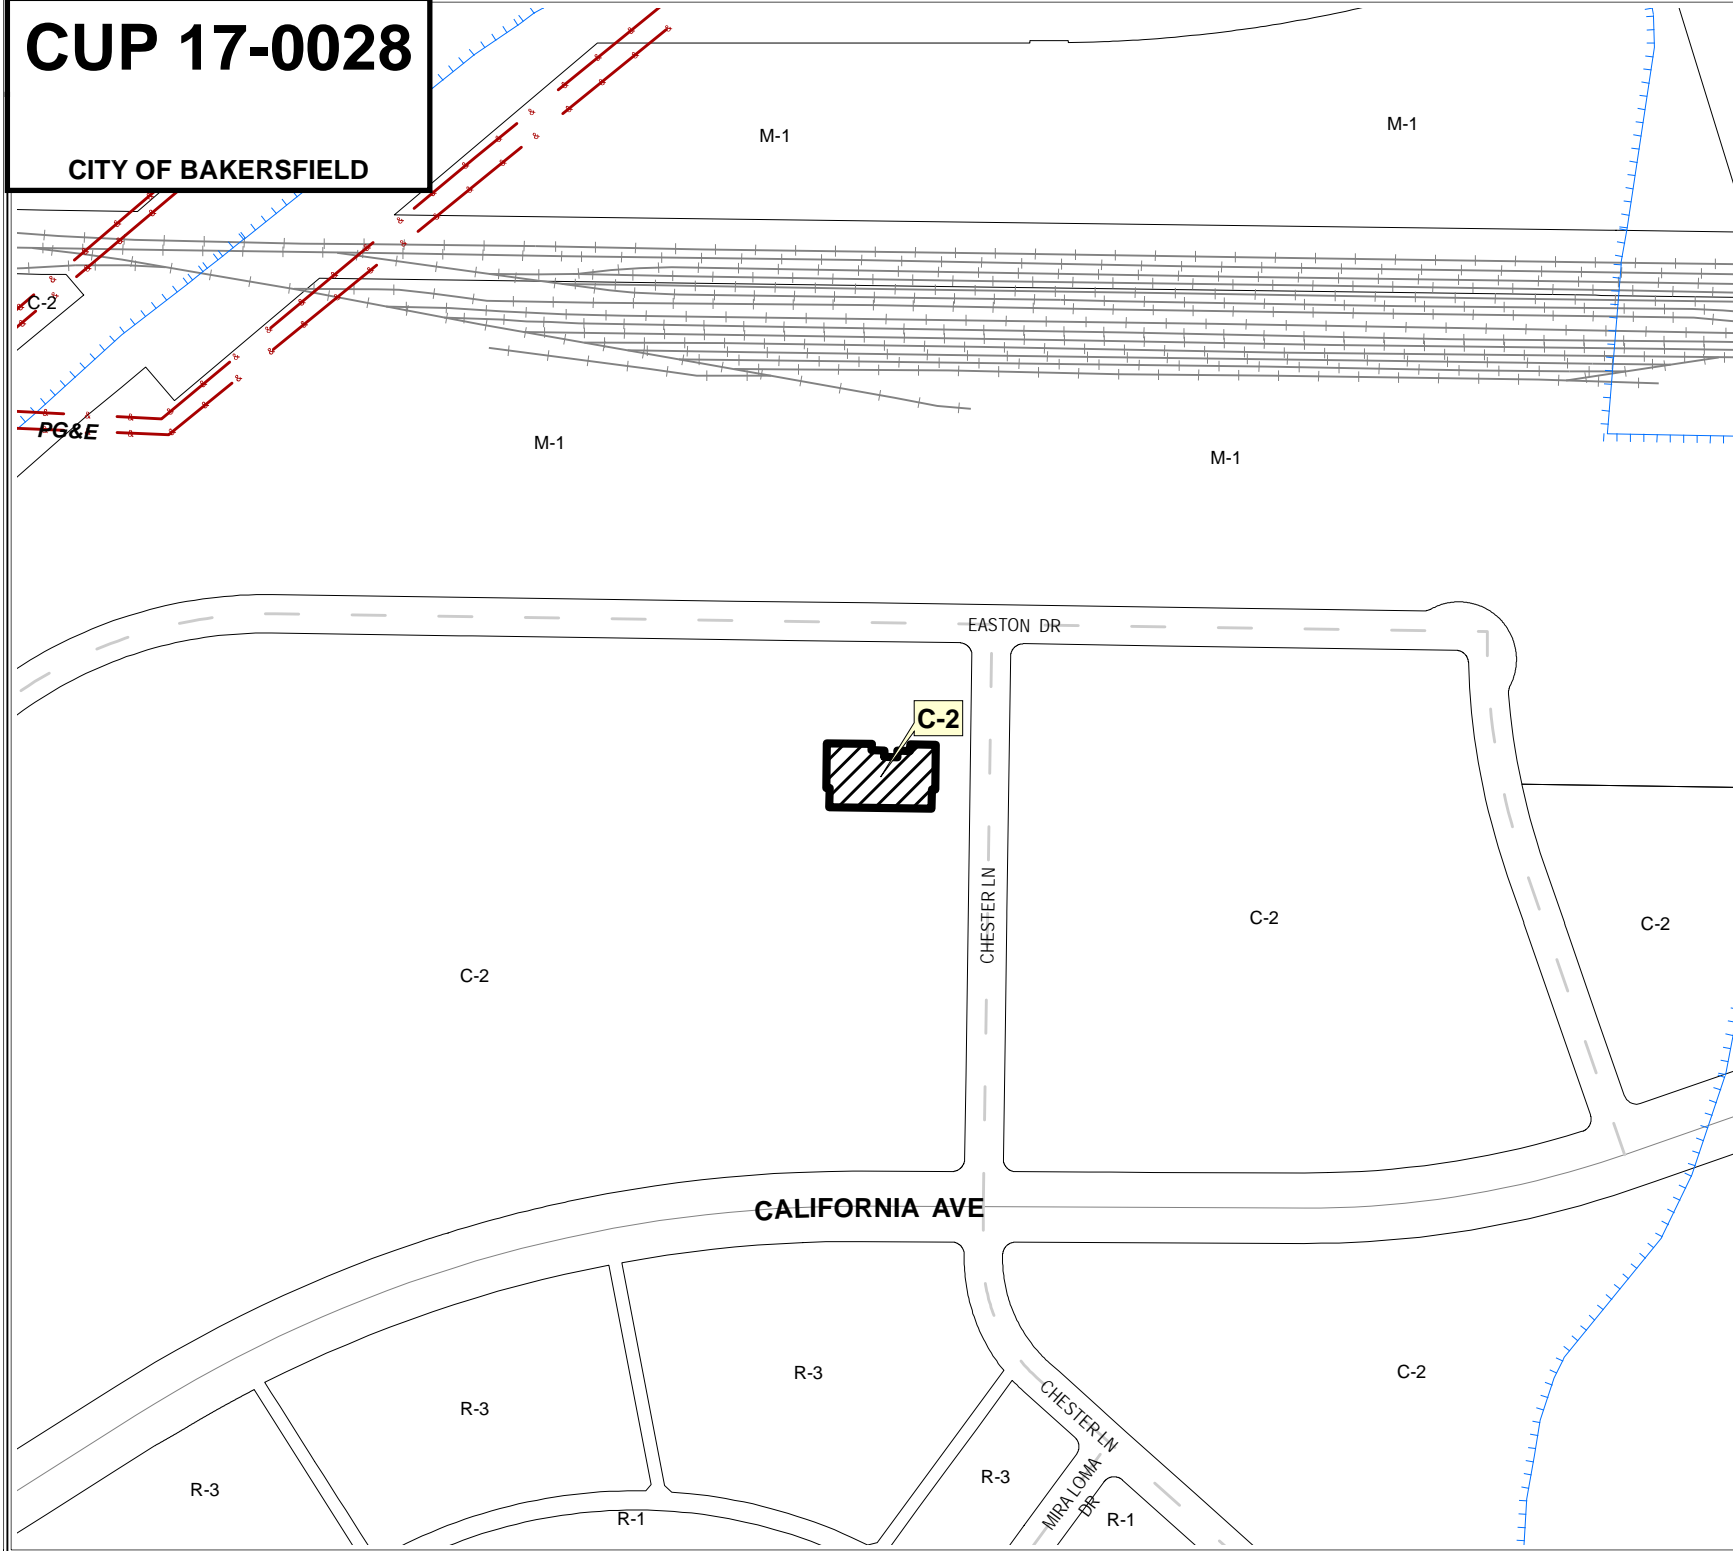 CUP 17-0028
CITY OF BAKERSFIELD
M-1
M-1
C-2
PG&E
M-1
M-1
EASTON DR
C-2
CHESTER LN
C-2
C-2
C-2
CALIFORNIA AVE
R-3
R-3
C-2
CHESTER LN
R-3
R-3
MIRA LOMA
DR
R-1
R-1